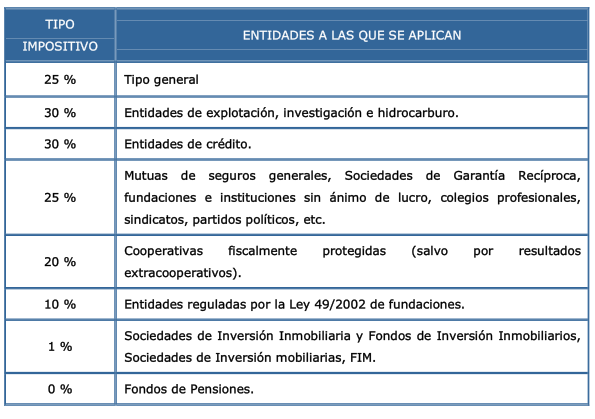 TIPO
IMPOSITIVO
ENTIDADES A LAS QUE SE APLICAN
25 %
Tipo general
30 %
Entidades de explotación, investigación e hidrocarburo.
30 %
Entidades de crédito.
25 %
Mutuas de seguros generales, Sociedades de Garantía Recíproca,
fundaciones e instituciones sin ánimo de lucro, colegios profesionales,
sindicatos, partidos políticos, etc.
20 %
Cooperativas fiscalmente protegidas (salvo por resultados
extracooperativos).
10 %
Entidades reguladas por la Ley 49/2002 de fundaciones.
1 %
Sociedades de Inversión Inmobiliaria y Fondos de Inversión Inmobiliarios,
Sociedades de Inversión mobiliarias, FIM.
0 %
Fondos de Pensiones.